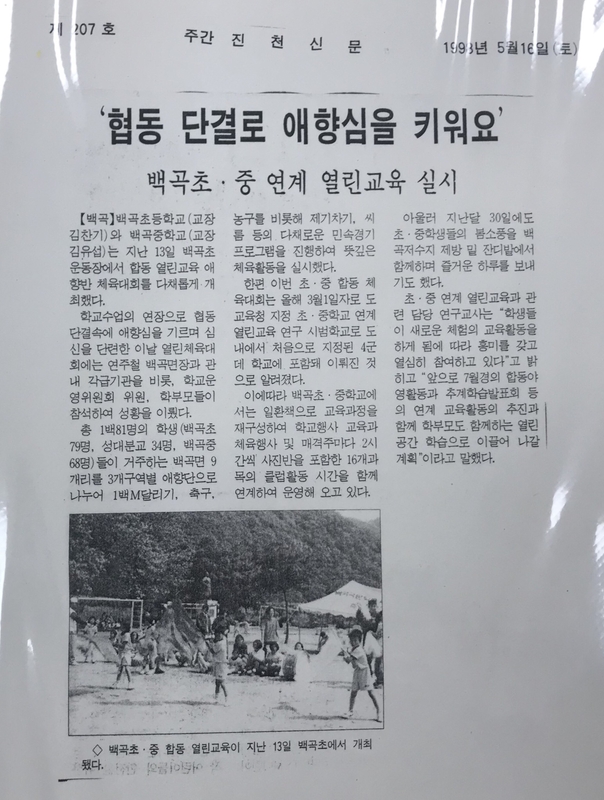 제 207 호
주간 진천신문
1998년 5월16일(토)
‘협동 단결로 애향심을 키워요’
백곡초·중 연계 열린교육 실시
【백곡】백곡초등학교(교장
김찬기)와 백곡중학교(교장
김유섭)는 지난 13일 백곡초
운동장에서 합동 열린교육 애
향반 체육대회를 다채롭게 개
최했다.
학교수업의 연장으로 협동
단결속에 애향심을 기르며 심
신을 단련한 이날 열린체육대
회에는 연주철 백곡면장과 관
내 각급기관을 비롯, 학교운
영위원회 위원, 학부모들이
참석하여 성황을 이뤘다.
총 1백81명의 학생(백곡초
79명, 성대분교 34명, 백곡중
68명)들이 거주하는 백곡면 9
개리를 3개구역별 애향단으로
나누어 1백M달리기, 축구,
농구를 비롯해 제기차기, 씨
름 등의 다채로운 민속경기
프로그램을 진행하여 뜻깊은
체육활동을 실시했다.
한편 이번 초·중 합동 체
육대회는 올해 3월1일자로 도
교육청 지정 초·중학교 연계
열린교육 연구 시범학교로 도
내에서 처음으로 지정된 4군
데 학교에 포함돼 이뤄진 것
으로 알려졌다.
이에따라 백곡초·중학교에
서는 일환책으로 교육과정을
재구성하여 학교행사 교육과
체육행사 및 매격주마다 2시
간씩 사진반을 포함한 16개과
목의 클럽활동 시간을 함께
연계하여 운영해 오고 있다.
아울러 지난달 30일에도
초·중학생들의 봄소풍을 백
곡저수지 제방 밑 잔디밭에서
함께하며 즐거운 하루를 보내
기도 했다.
초·중 연계 열린교육과 관
련 담당 연구교사는 “학생들
이 새로운 체험의 교육활동을
하게 됨에 따라 흥미를 갖고
열심히 참여하고 있다”고 밝
히고 “앞으로 7월경의 합동야
영활동과 추계학습발표회 등
의 연계 교육활동의 추진과
함께 학부모도 함께하는 열린
공간 학습으로 이끌어 나갈
계획”이라고 말했다.
◇ 백곡초·중 합동 열린교육이 지난 13일 백곡초에서 개최
됐다.